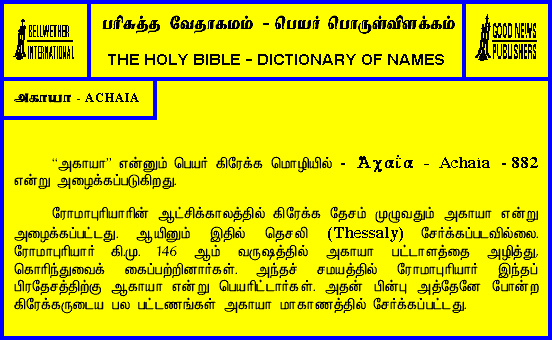 BELLWETHER
INTERNATIONAL
பரிசுத்த வேதாகமம் - பெயர் பொருள்விளக்கம்
THE HOLY BIBLE - DICTIONARY OF NAMES
GOOD NEWS
PUBLISHERS
அகாயா - ACHAIA
“அகாயா” என்னும் பெயர் கிரேக்க மொழியில் - Ἀχαΐα - Achaia - 882
என்று அழைக்கப்படுகிறது.
ரோமாபுரியாரின் ஆட்சிக்காலத்தில் கிரேக்க தேசம் முழுவதும் அகாயா என்று
அழைக்கப்பட்டது. ஆயினும் இதில் தெசலி (Thessaly) சேர்க்கப்படவில்லை.
ரோமாபுரியார் கி.மு. 146 ஆம் வருஷத்தில் அகாயா பட்டாளத்தை அழித்து,
கொரிந்துவைக் கைப்பற்றினார்கள். அந்தச் சமயத்தில் ரோமாபுரியார் இந்தப்
பிரதேசத்திற்கு ஆகாயா என்று பெயரிட்டார்கள். அதன் பின்பு அத்தேனே போன்ற
கிரேக்கருடைய பல பட்டணங்கள் அகாயா மாகாணத்தில் சேர்க்கப்பட்டது.